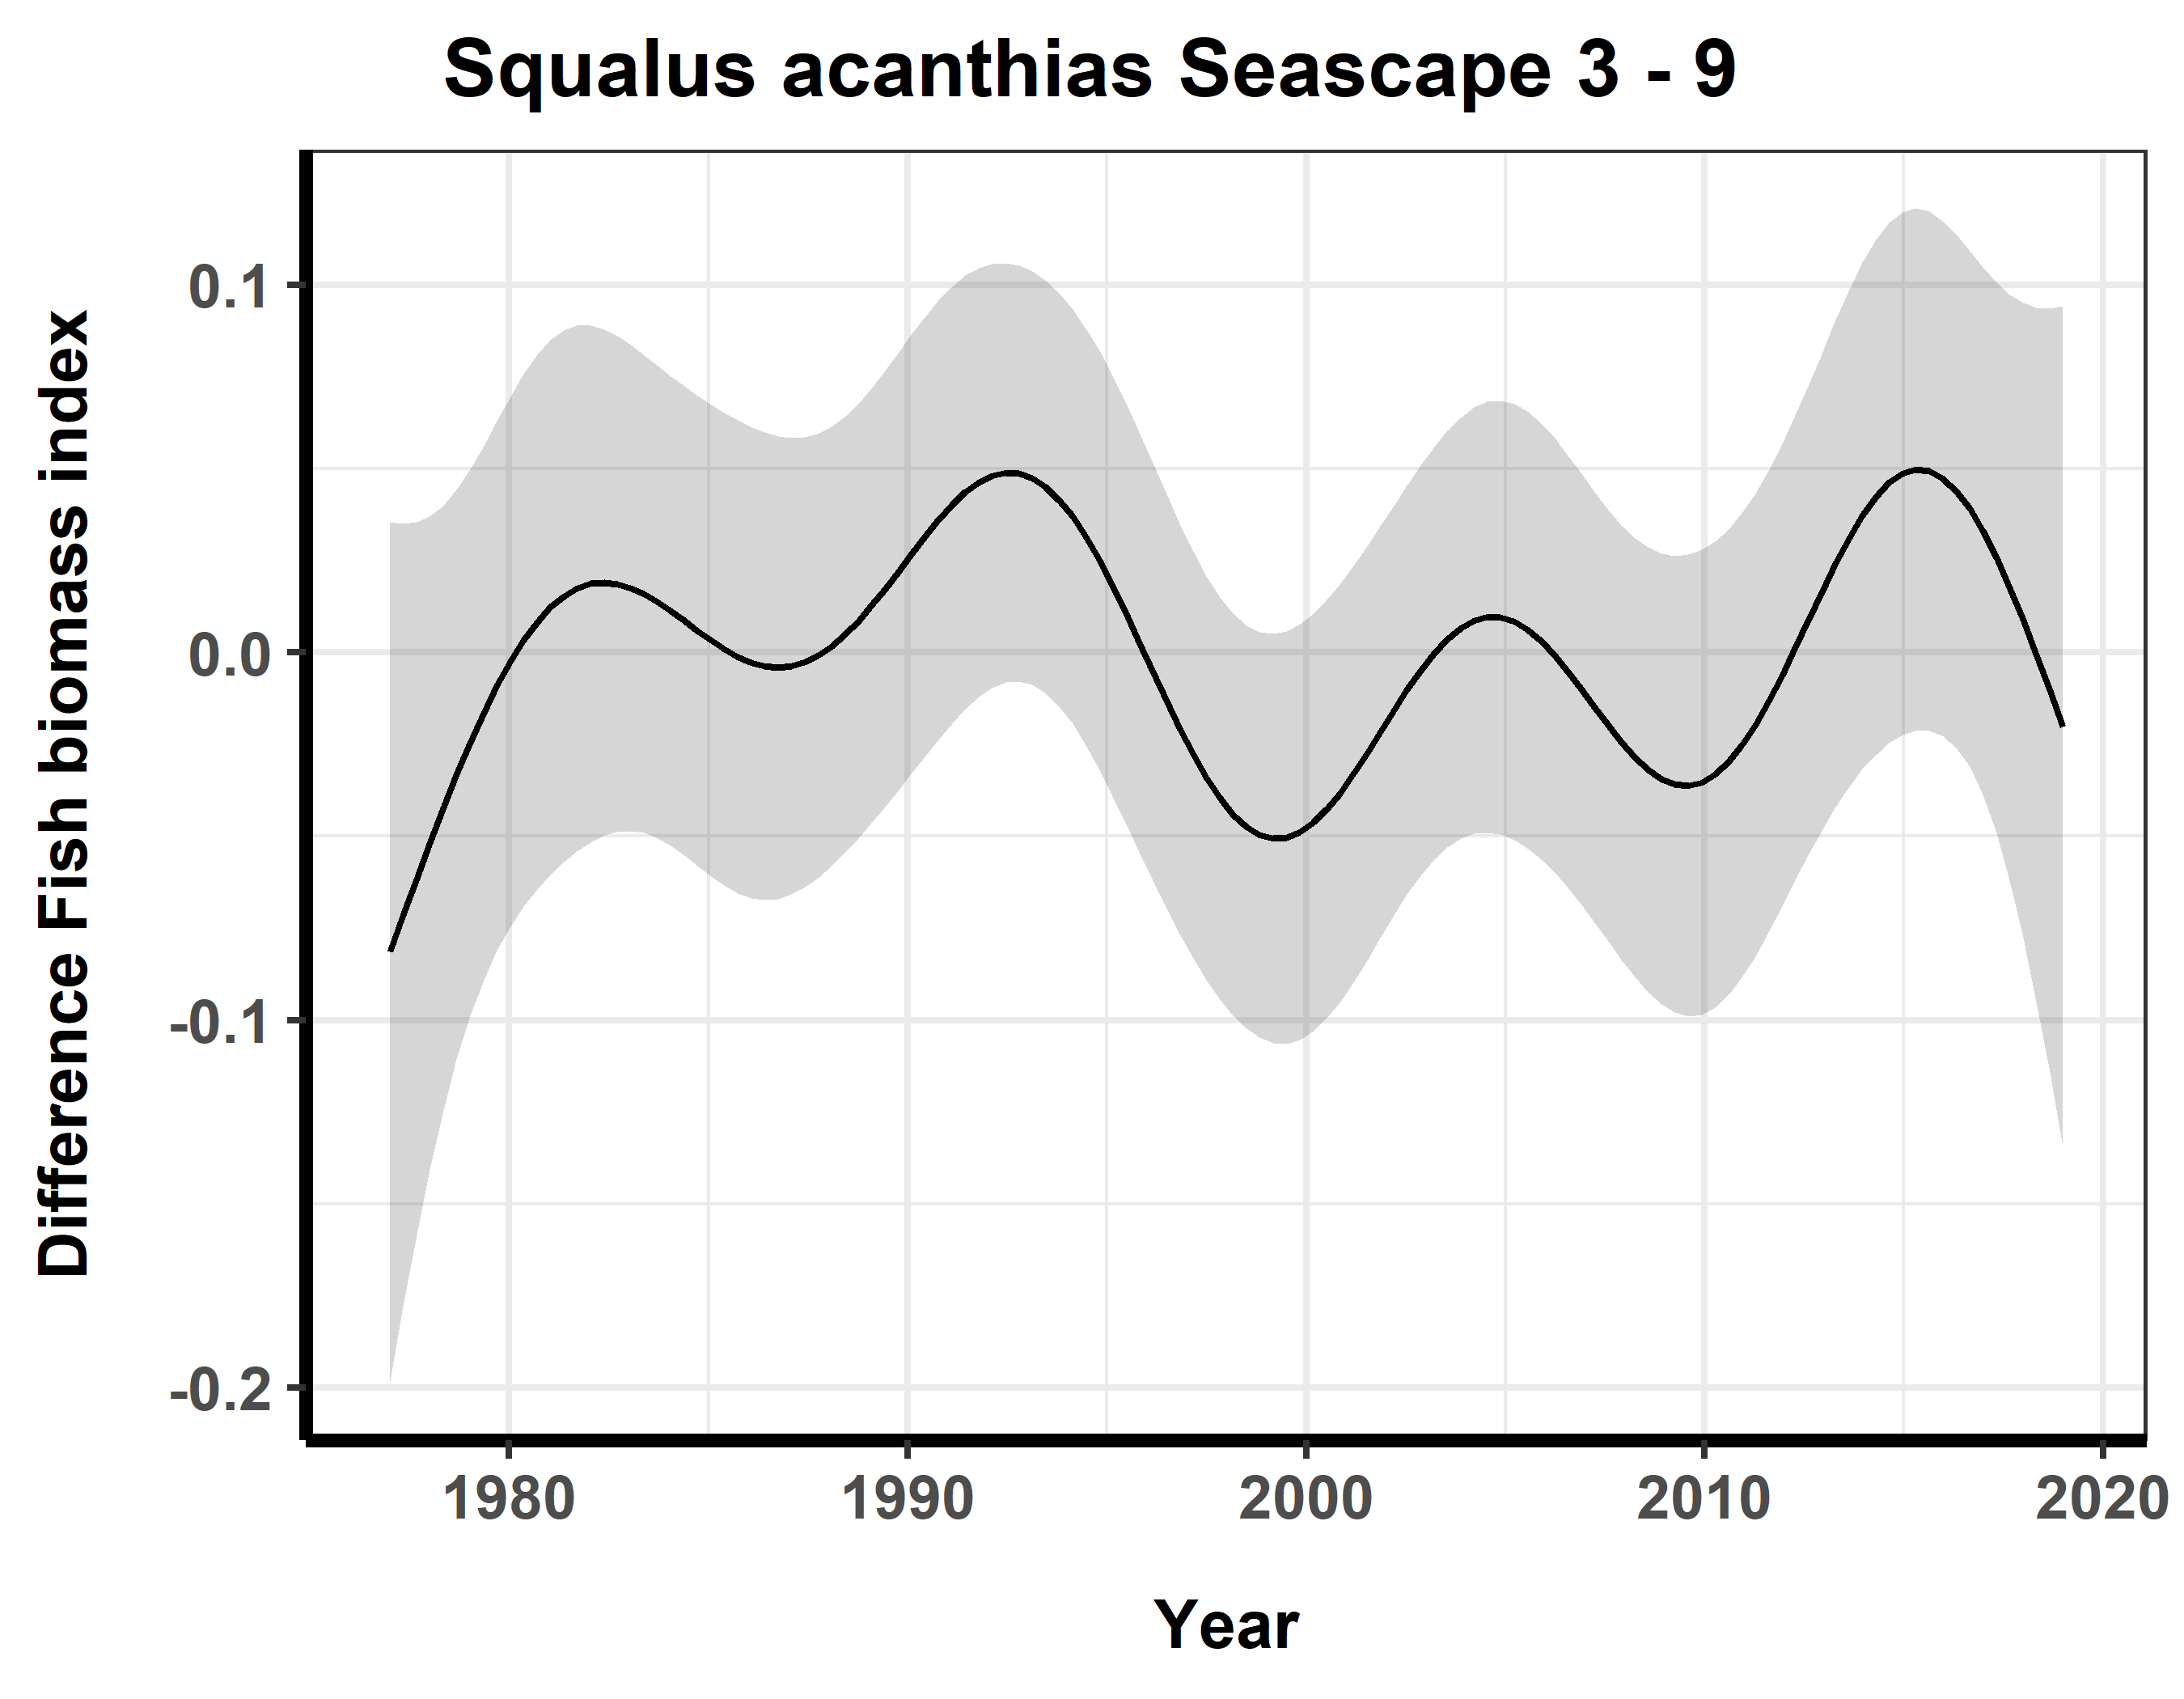 Squalus acanthias Seascape 3 - 9
Difference Fish biomass index
0.1
0.0
-0.1
-0.2
1980 1990 2000 2010 2020
Year